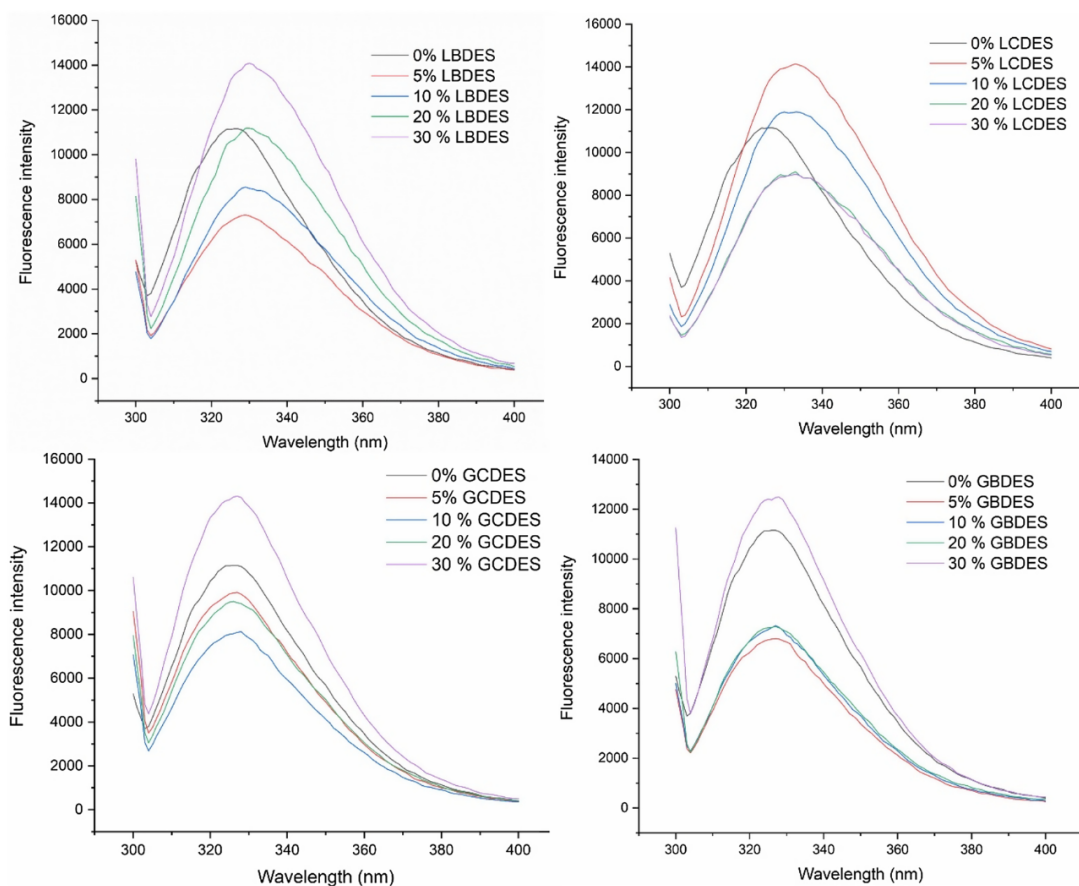 16000
14000
12000
10000
8000
6000
4000
2000
0
Fluorescence intensity
0% LBDES
5% LBDES
10 % LBDES
20 % LBDES
30 % LBDES
300 320 340 360 380 400
Wavelength (nm)
16000
14000
12000
10000
8000
6000
4000
2000
0
Fluorescence intensity
0% LCDES
5% LCDES
10 % LCDES
20 % LCDES
30 % LCDES
300 320 340 360 380 400
Wavelength (nm)
16000
14000
12000
10000
8000
6000
4000
2000
0
Fluorescence intensity
0% GCDES
5% GCDES
10 % GCDES
20 % GCDES
30 % GCDES
300 320 340 360 380 400
Wavelength (nm)
14000
12000
10000
8000
6000
4000
2000
0
Fluorescence intensity
0% GBDES
5% GBDES
10 % GBDES
20 % GBDES
30 % GBDES
300 320 340 360 380 400
Wavelength (nm)